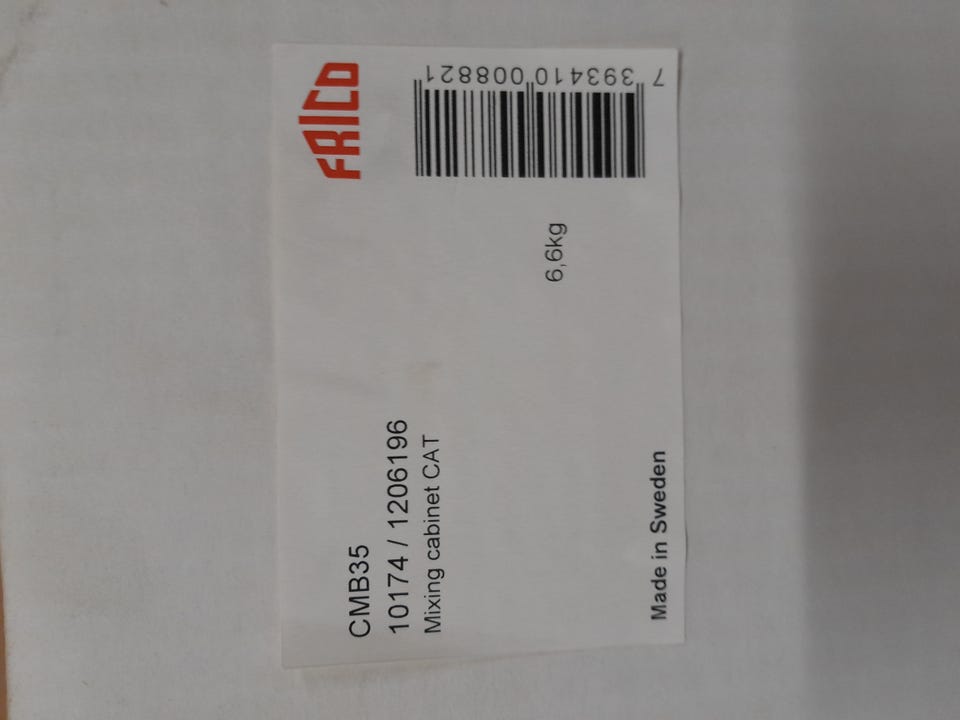 FRICO
CMB35
10174 / 1206196
Mixing cabinet CAT
6,6kg
7 393410 008821
Made in Sweden